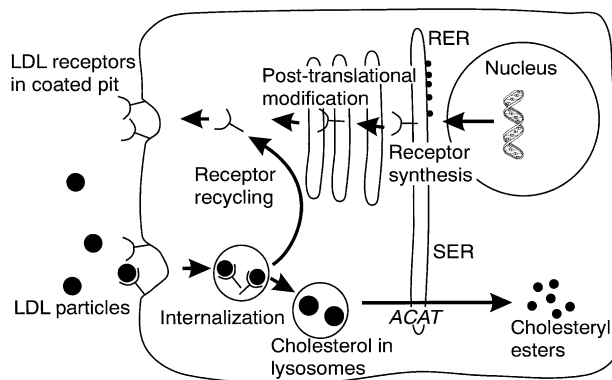 RER
LDL receptors
in coated pit
Nucleus
Post-translational
modification
Receptor
synthesis
Receptor
recycling
SER
LDL particles
Internalization
ACAT
Cholesterol in
lysosomes
Cholesteryl
esters